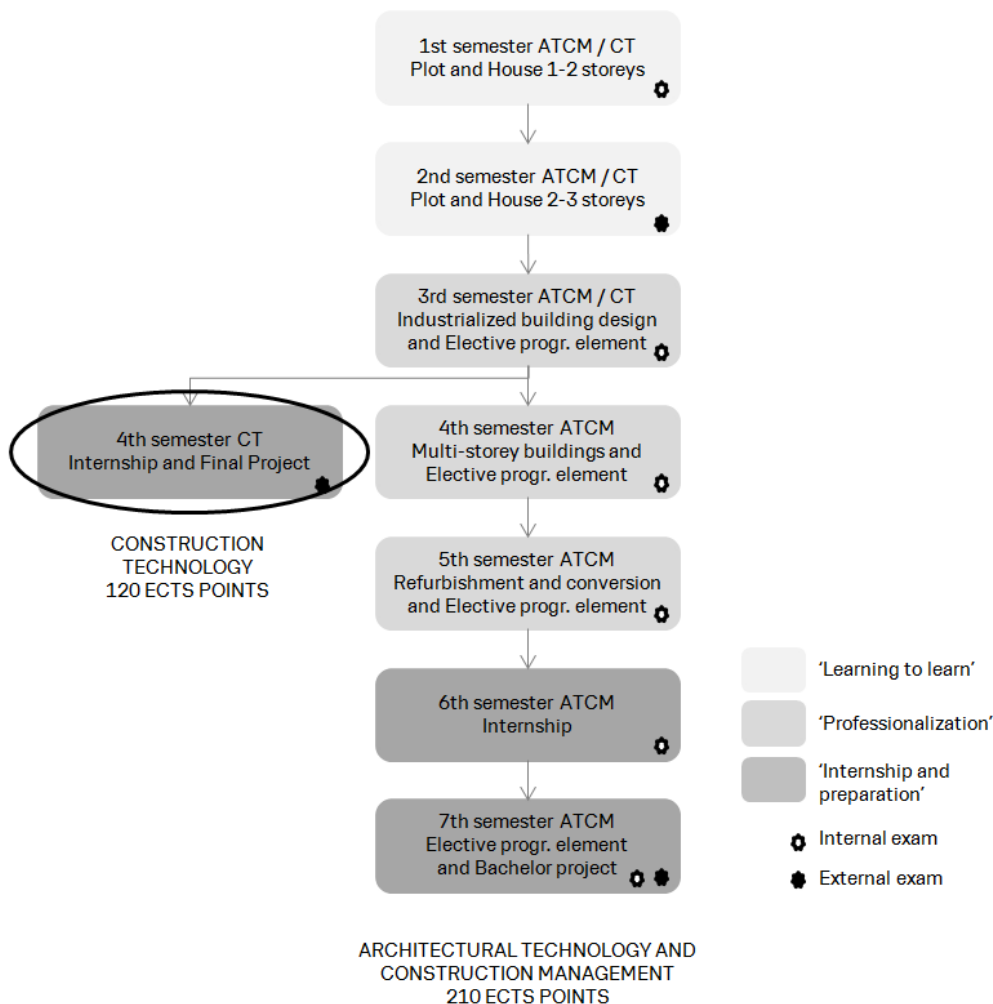 1st semester ATCM / CT
Plot and House 1-2 storeys
2nd semester ATCM / CT
Plot and House 2-3 storeys
3rd semester ATCM / CT
Industrialized building design
and Elective progr. element
4th semester CT
Internship and Final Project
CONSTRUCTION
TECHNOLOGY
120 ECTS POINTS
4th semester ATCM
Multi-storey buildings and
Elective progr. element
5th semester ATCM
Refurbishment and conversion
and Elective progr. element
6th semester ATCM
Internship
7th semester ATCM
Elective progr. element
and Bachelor project
ARCHITECTURAL TECHNOLOGY AND
CONSTRUCTION MANAGEMENT
210 ECTS POINTS
‘Learning to learn’
‘Professionalization’
‘Internship and
preparation’
Internal exam
External exam